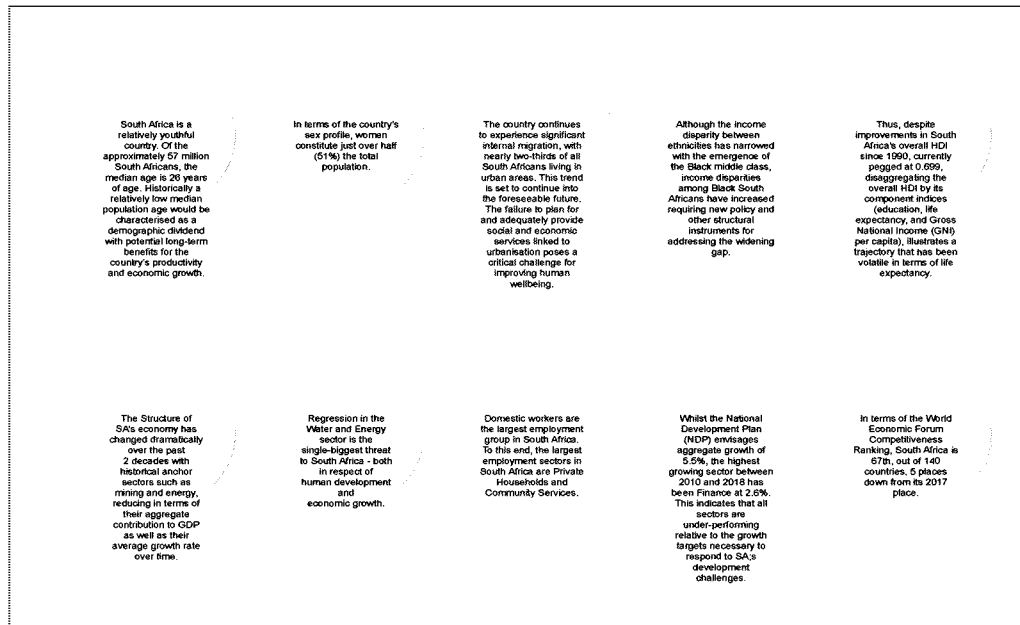 South Africa is a
relatively youthful
country. Of the
approximately 57 million
South Africans, the
median age is 26 years
of age. Historically a
relatively low median
population age would be
characterised as a
demographic dividend
with potential long-term
benefits for the
country's productivity
and economic growth.
In terms of the country's
sex profile, women
constitute just over half
(51%) the total
population.
The country continues
to experience significant
internal migration, with
nearly two-thirds of all
South Africans living in
urban areas. This trend
is set to continue into
the foreseeable future.
The failure to plan for
and adequately provide
social and economic
services linked to
urbanisation poses a
critical challenge for
improving human
wellbeing.
Although the income
disparity between
ethnicities has narrowed
with the emergence of
the Black middle class,
income disparities
among Black South
Africans have increased
requiring new policy and
other structural
instruments for
addressing the widening
gap.
Thus, despite
improvements in South
Africa's overall HDI
since 1990, currently
pegged at 0.699,
disaggregating the
overall HDI by its
component indices
(education, life
expectancy, and Gross
National Income (GNI)
per capita), illustrates a
trajectory that has been
volatile in terms of life
expectancy.
The Structure of
SA's economy has
changed dramatically
over the past
2 decades with
historical anchor
sectors such as
mining and energy,
reducing in terms of
their aggregate
contribution to GDP
as well as their
average growth rate
over time.
Regression in the
Water and Energy
sector is the
single-biggest threat
to South Africa - both
in respect of
human development
and
economic growth.
Domestic workers are
the largest employment
group in South Africa.
To this end, the largest
employment sectors in
South Africa are Private
Households and
Community Services.
Whilst the National
Development Plan
(NDP) envisages
aggregate growth of
5.5%, the highest
growing sector between
2010 and 2018 has
been Finance at 2.6%.
This indicates that all
sectors are
under-performing
relative to the growth
targets necessary to
respond to SA;s
development
challenges.
In terms of the World
Economic Forum
Competitiveness
Ranking, South Africa is
67th, out of 140
countries, 5 places
down from its 2017
place.